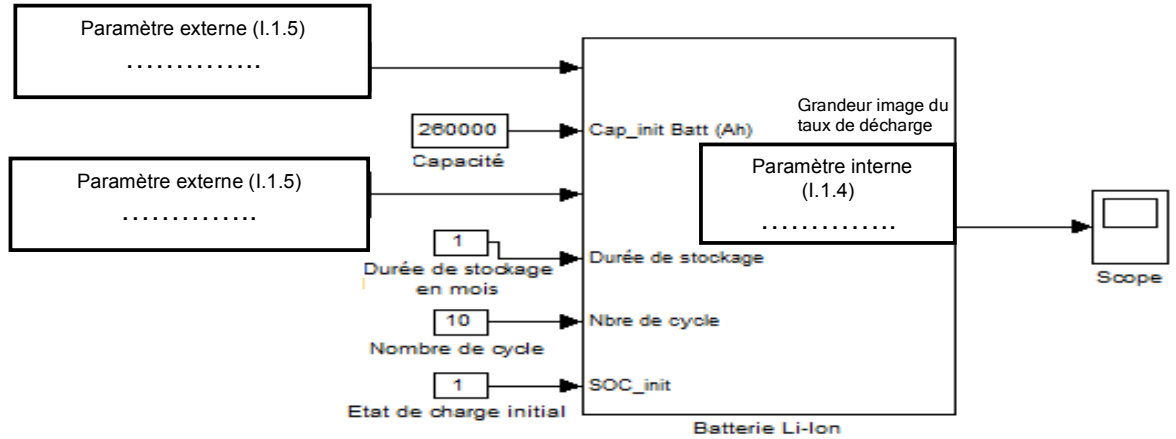 Paramètre externe (I.1.5)
..............
260000
Capacité
Paramètre externe (I.1.5)
..............
1
Durée de stockage
en mois
10
Nombre de cycle
1
Etat de charge initial
Cap_init Batt (Ah)
Grandeur image du
taux de décharge
Paramètre interne
(I.1.4)
..............
Durée de stockage
Nbre de cycle
SOC_init
Batterie Li-Ion
Scope